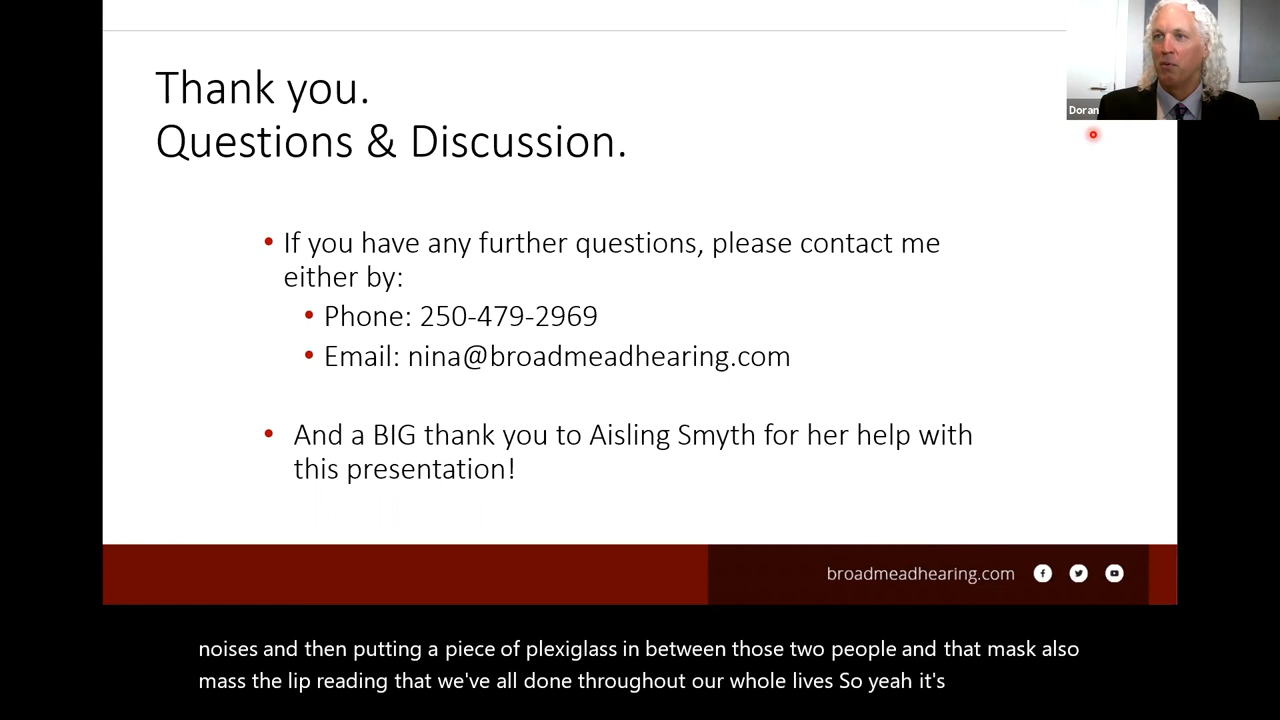 Thank you.
Questions & Discussion.
Doran
• If you have any further questions, please contact me
either by:
• Phone: 250-479-2969
• Email: nina@broadmeadhearing.com
• And a BIG thank you to Aisling Smyth for her help with
this presentation!
broadmeadhearing.com
noises and then putting a piece of plexiglass in between those two people and that mask also
mass the lip reading that we've all done throughout our whole lives So yeah it's